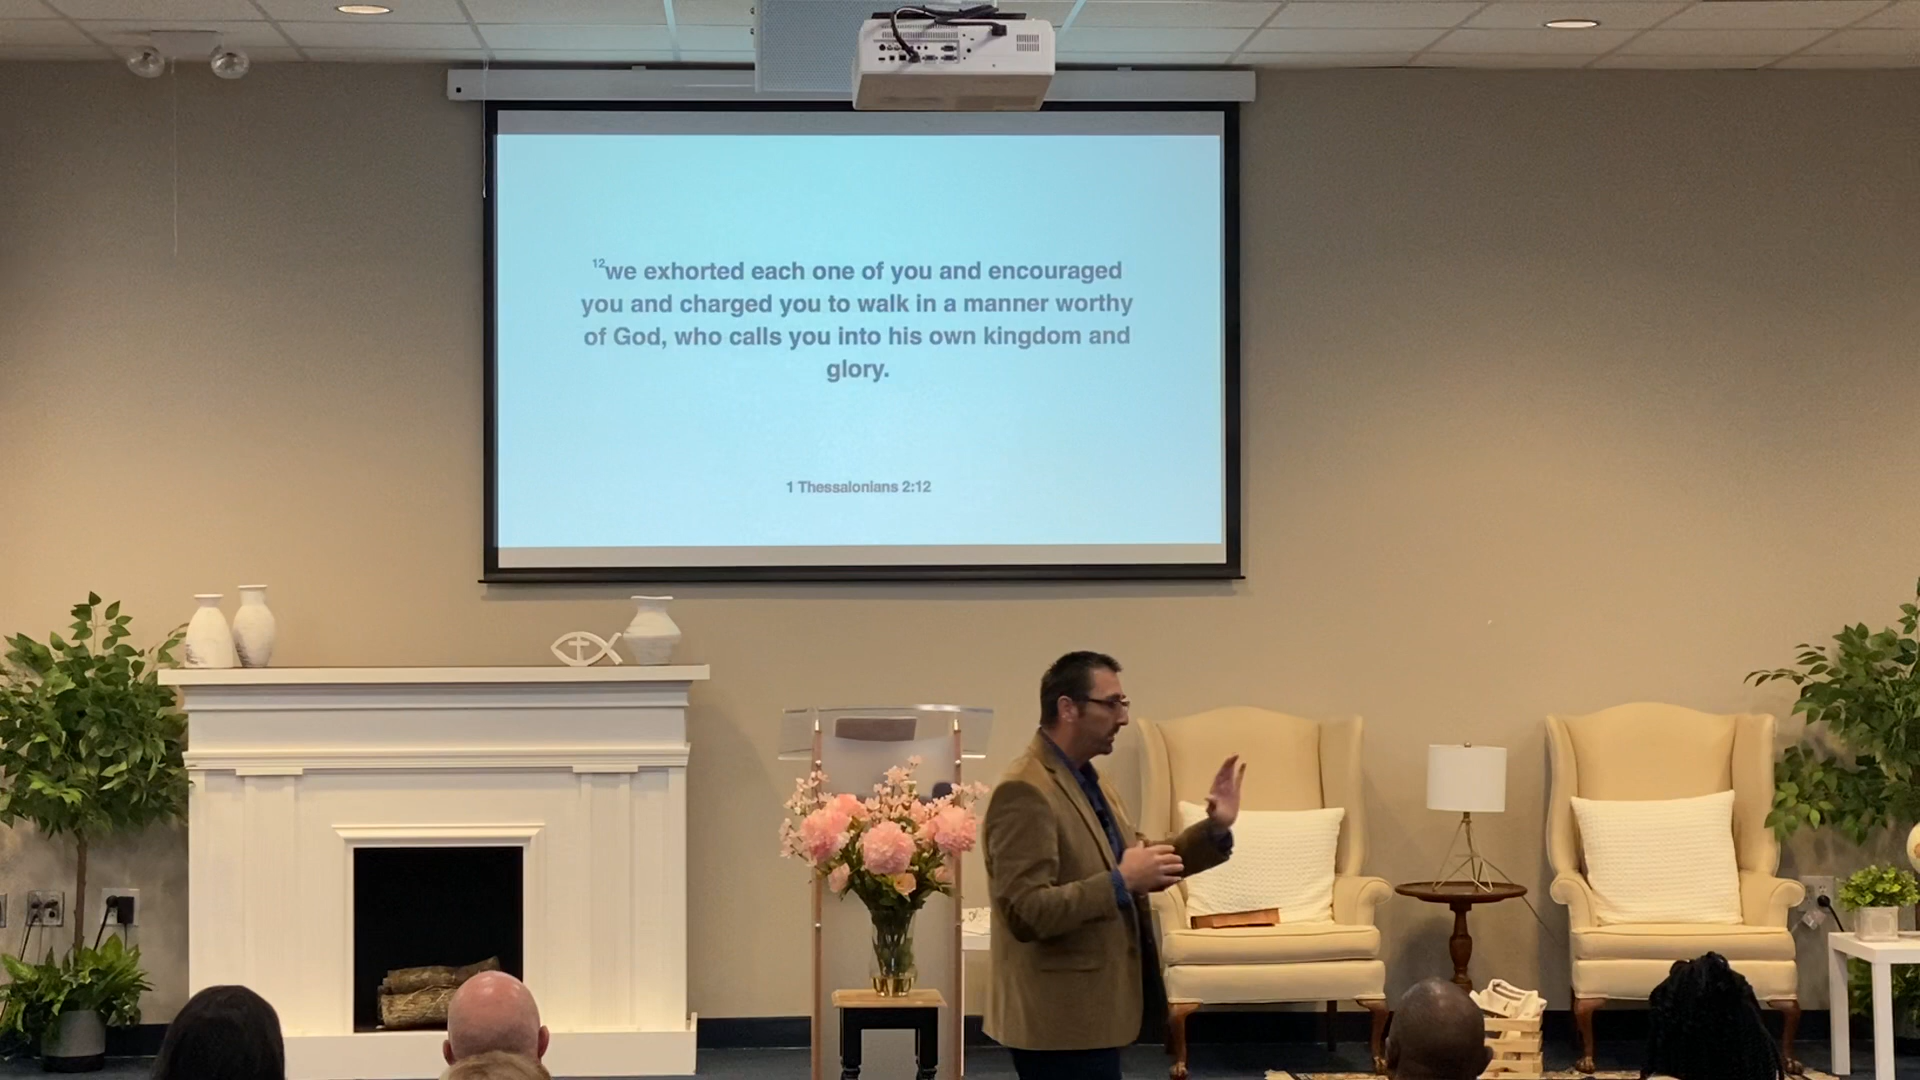 12we exhorted each one of you and encouraged
you and charged you to walk in a manner worthy
of God, who calls you into his own kingdom and
glory.
1 Thessalonians 2:12